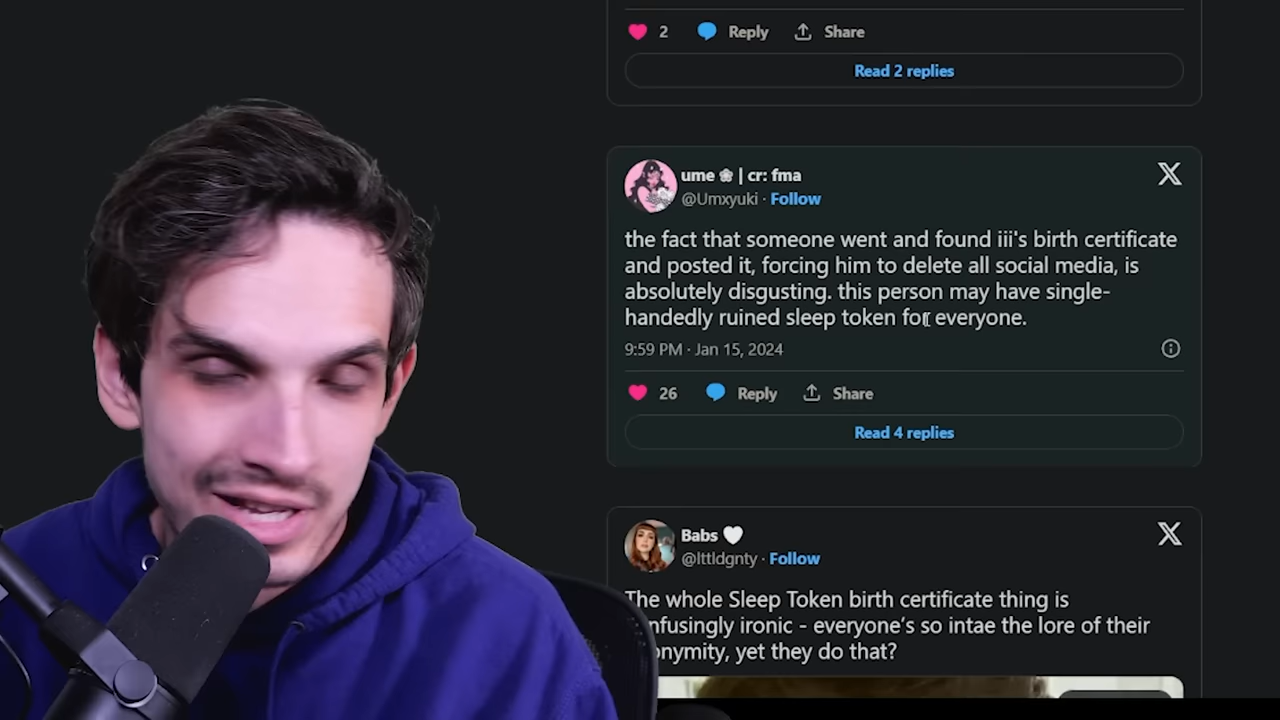 2 Reply Share
Read 2 replies
ume ❀ | cr: fma
@Umxyuki · Follow
the fact that someone went and found iii's birth certificate
and posted it, forcing him to delete all social media, is
absolutely disgusting. this person may have single-
handedly ruined sleep token for everyone.
9:59 PM · Jan 15, 2024
26 Reply Share
Read 4 replies
Babs 🤍
@lttldgnty · Follow
The whole Sleep Token birth certificate thing is
nfusingly ironic - everyone's so intae the lore of their
onymity, yet they do that?